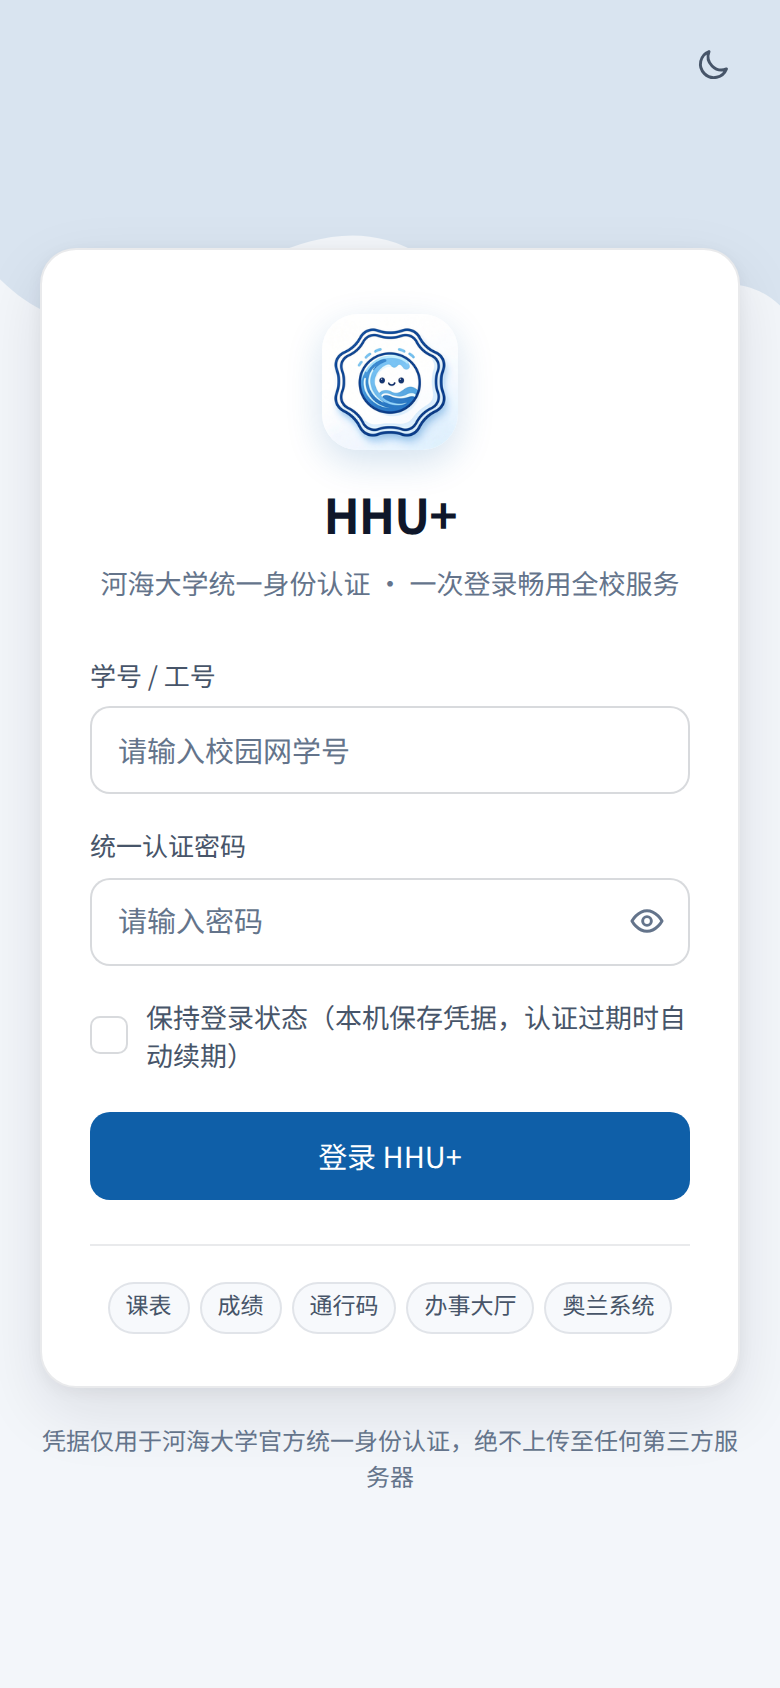 HHU+
河海大学统一身份认证 • 一次登录畅用全校服务
学号 / 工号
请输入校园网学号
统一认证密码
请输入密码
保持登录状态（本机保存凭据，认证过期时自
动续期）
登录 HHU+
课表 成绩 通行码 办事大厅 奥兰系统
凭据仅用于河海大学官方统一身份认证，绝不上传至任何第三方服
务器